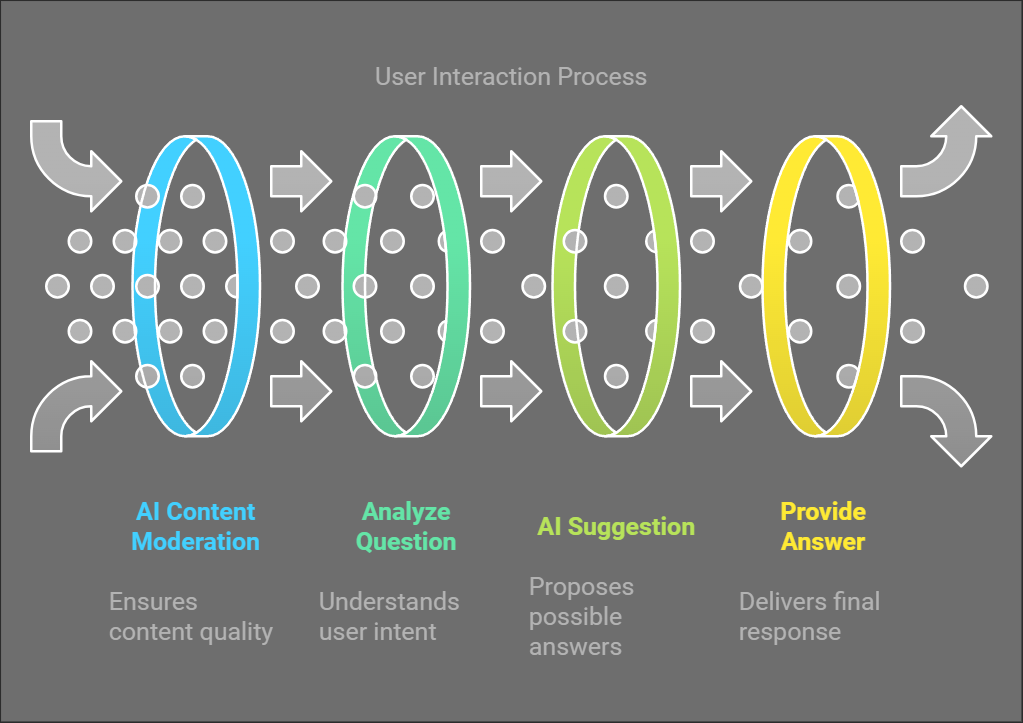 User Interaction Process
AI Content
Moderation
Analyze
Question
AI Suggestion
Provide
Answer
Ensures
content quality
Understands
user intent
Proposes
possible
answers
Delivers final
response